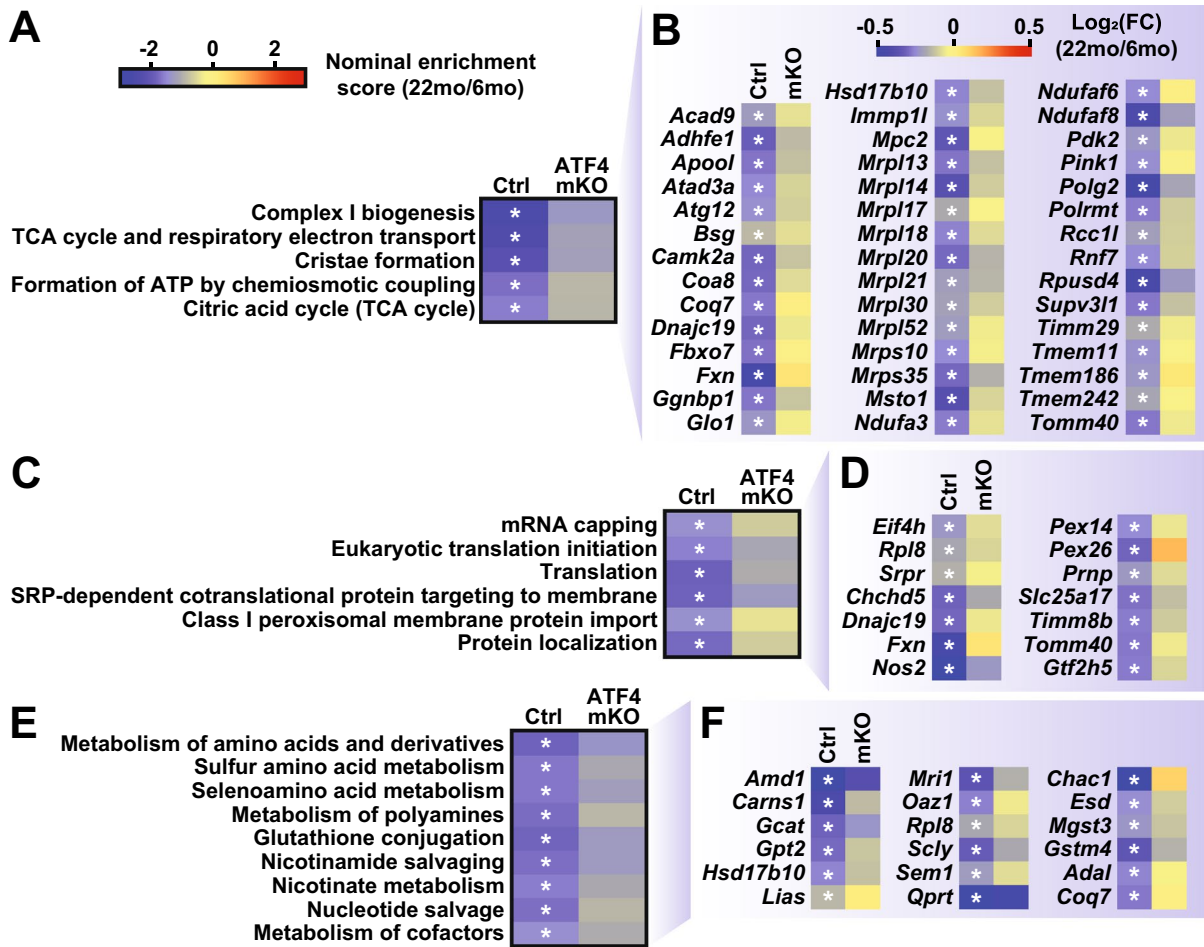 A
-2 0 2
Nominal enrichment
score (22mo/6mo)
Ctrl
ATF4
mKO
Complex I biogenesis *
TCA cycle and respiratory electron transport *
Cristae formation *
Formation of ATP by chemiosmotic coupling *
Citric acid cycle (TCA cycle) *
B
-0.5 0 0.5
Log₂(FC)
(22mo/6mo)
Ctrl
mKO
Acad9 *
Adhfe1 *
Apool *
Atad3a *
Atg12 *
Bsg *
Camk2a *
Coa8 *
Coq7 *
Dnajc19 *
Fbxo7 *
Fxn *
Ggnbp1 *
Glo1 *
Hsd17b10 *
Immp1l *
Mpc2 *
Mrpl13 *
Mrpl14 *
Mrpl17 *
Mrpl18 *
Mrpl20 *
Mrpl21 *
Mrpl30 *
Mrpl52 *
Mrps10 *
Mrps35 *
Msto1 *
Ndufa3 *
Ndufaf6 *
Ndufaf8 *
Pdk2 *
Pink1 *
Polg2 *
Polrmt *
Rcc1l *
Rnf7 *
Rpusd4 *
Supv3l1 *
Timm29 *
Tmem11 *
Tmem186 *
Tmem242 *
Tomm40 *
C
Ctrl
ATF4
mKO
mRNA capping *
Eukaryotic translation initiation *
Translation *
SRP-dependent cotranslational protein targeting to membrane *
Class I peroxisomal membrane protein import *
Protein localization *
D
Ctrl
mKO
Eif4h *
Rpl8 *
Srpr *
Chchd5 *
Dnajc19 *
Fxn *
Nos2 *
Pex14 *
Pex26 *
Prnp *
Slc25a17 *
Timm8b *
Tomm40 *
Gtf2h5 *
E
Ctrl
ATF4
mKO
Metabolism of amino acids and derivatives *
Sulfur amino acid metabolism *
Selenoamino acid metabolism *
Metabolism of polyamines *
Glutathione conjugation *
Nicotinamide salvaging *
Nicotinate metabolism *
Nucleotide salvage *
Metabolism of cofactors *
F
Ctrl
mKO
Amd1 *
Carns1 *
Gcat *
Gpt2 *
Hsd17b10 *
Lias *
Mri1 *
Oaz1 *
Rpl8 *
Scly *
Sem1 *
Qprt *
Chac1 *
Esd *
Mgst3 *
Gstm4 *
Adal *
Coq7 *